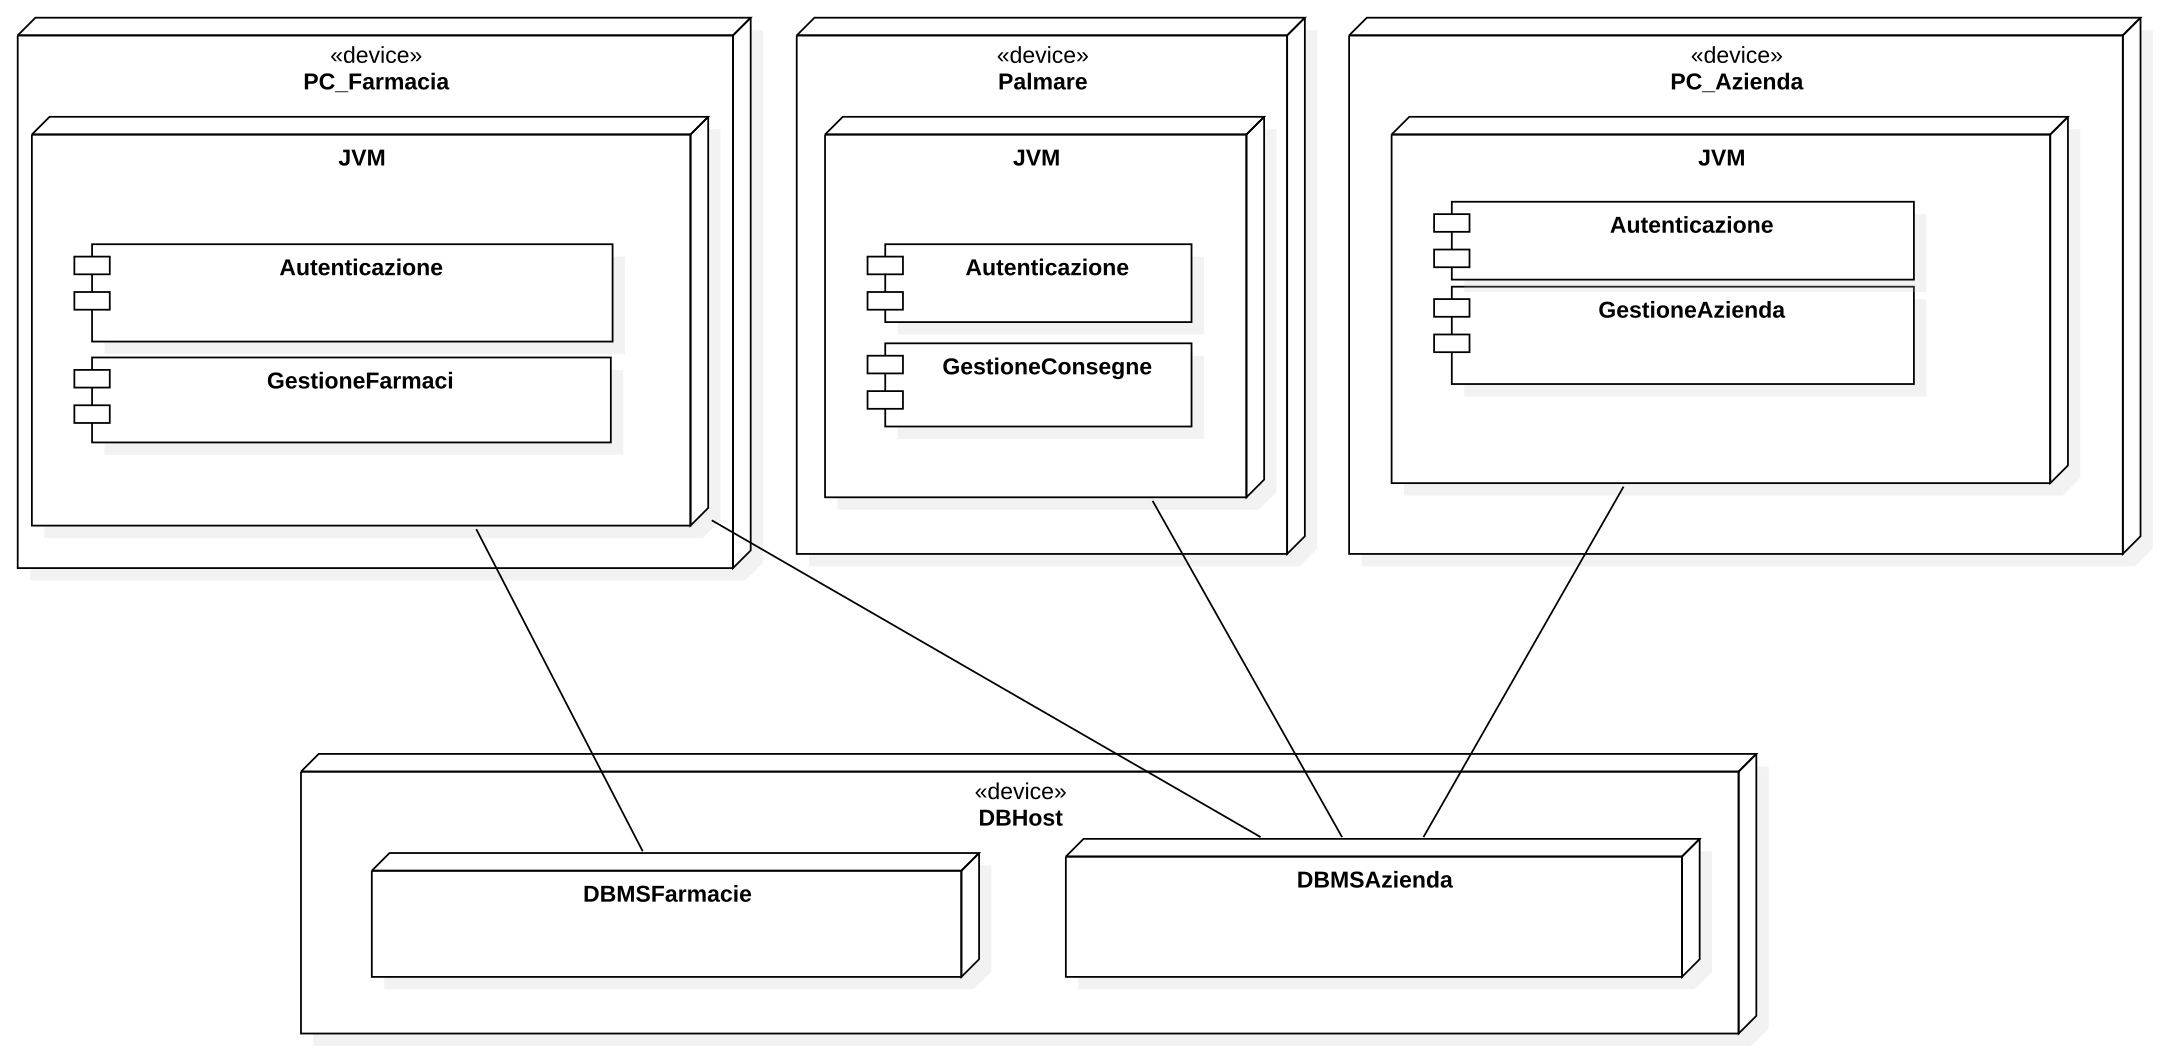 «device»
PC_Farmacia
JVM
Autenticazione
GestioneFarmaci
«device»
Palmare
JVM
Autenticazione
GestioneConsegne
«device»
PC_Azienda
JVM
Autenticazione
GestioneAzienda
«device»
DBHost
DBMSFarmacie
DBMSAzienda